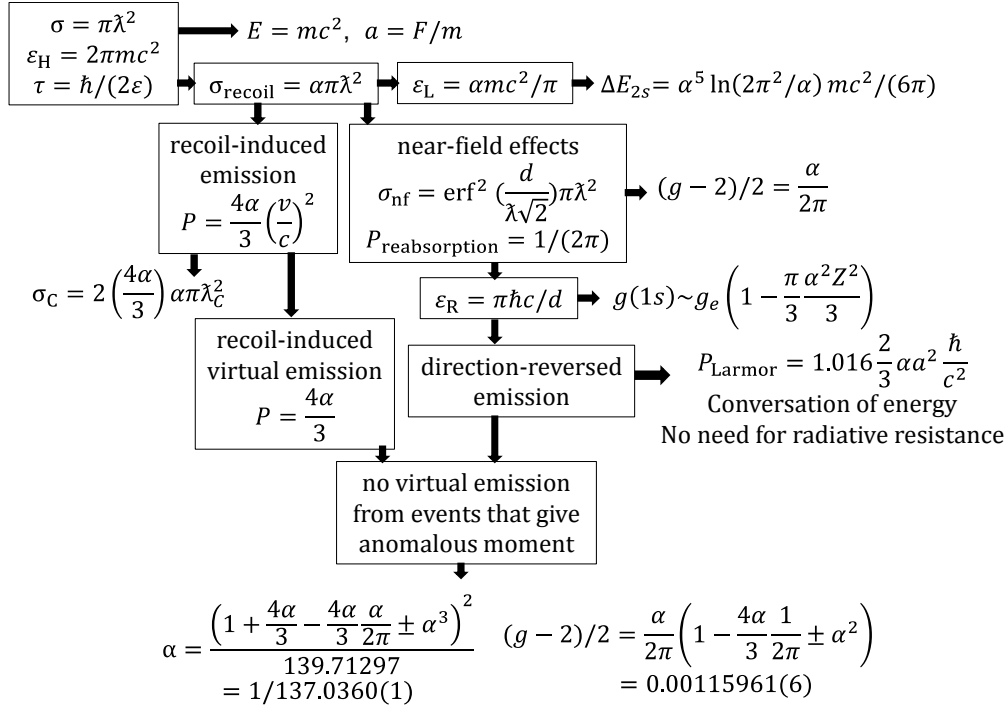 σ = πƛ²
ε_H = 2πmc²
τ = ℏ/(2ε)
E = mc², a = F/m
σ_recoil = απƛ²
ε_L = αmc²/π
ΔE_2s = α⁵ ln(2π²/α) mc²/(6π)
recoil-induced
emission
P = 4α/3 (v/c)²
near-field effects
σ_nf = erf² (d/ƛ√2)πƛ²
P_reabsorption = 1/(2π)
(g − 2)/2 = α/2π
σ_C = 2 (4α/3) απƛ_C²
ε_R = πℏc/d
g(1s)~g_e (1 − π/3 α²Z²/3)
recoil-induced
virtual emission
P = 4α/3
direction-reversed
emission
P_Larmor = 1.016 2/3 αa² ℏ/c²
Conversation of energy
No need for radiative resistance
no virtual emission
from events that give
anomalous moment
α = (1 + 4α/3 − 4α/3 α/2π ± α³)² / 139.71297
= 1/137.0360(1)
(g − 2)/2 = α/2π (1 − 4α/3 1/2π ± α²)
= 0.00115961(6)